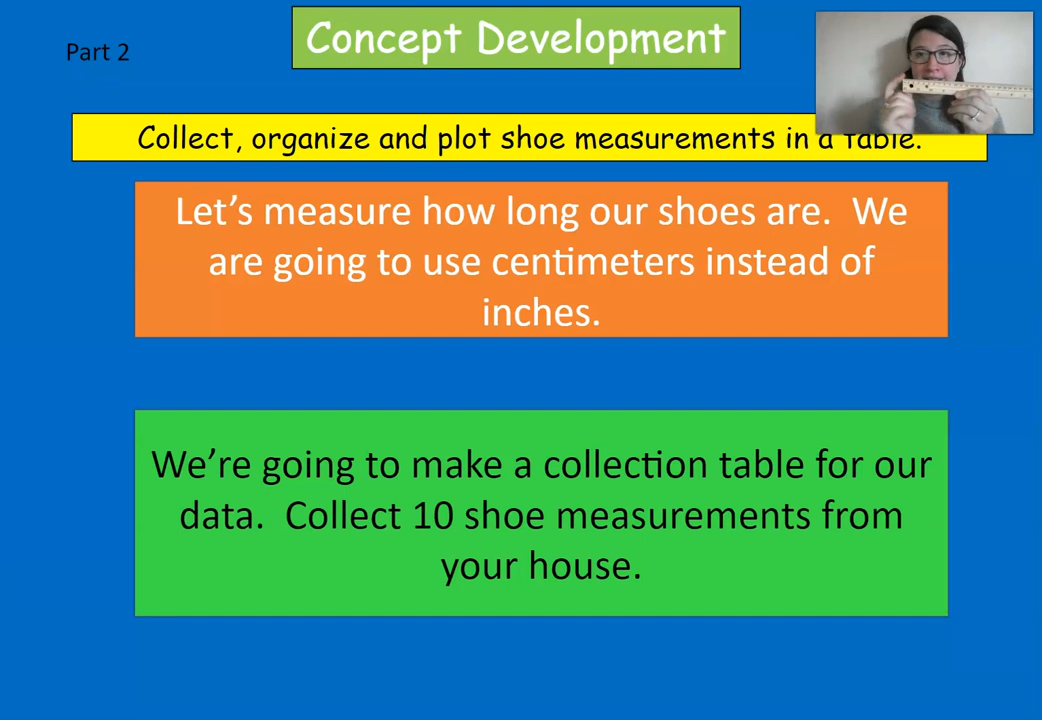 Part 2
Concept Development
Collect, organize and plot shoe measurements in a table.
Let’s measure how long our shoes are.  We
are going to use centimeters instead of
inches.
We’re going to make a collection table for our
data.  Collect 10 shoe measurements from
your house.